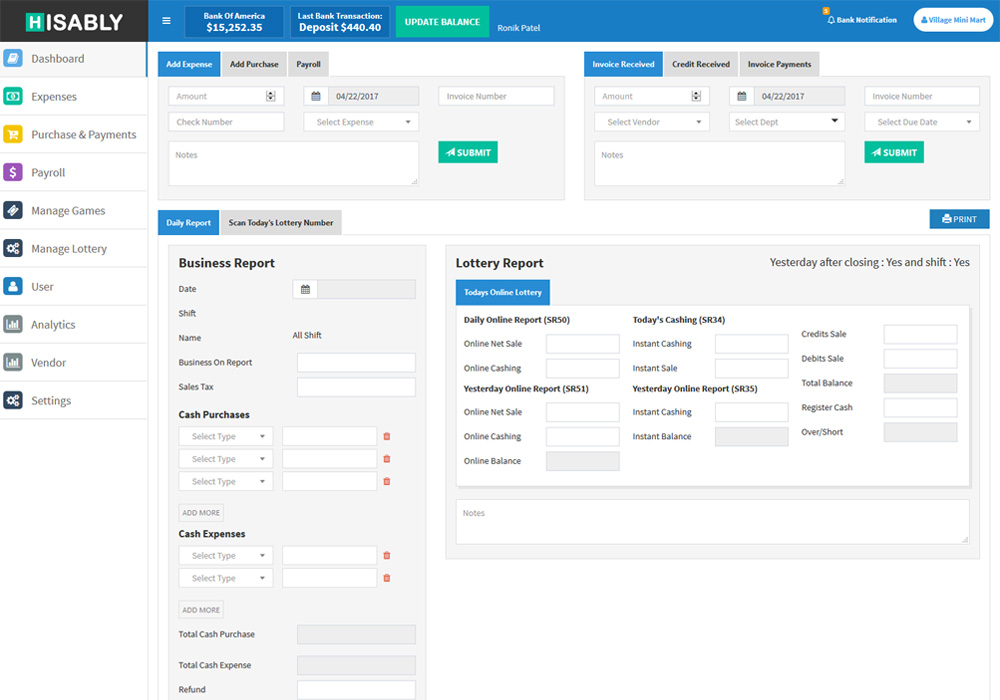 HISABLY
Bank Of America
$15,252.35
Last Bank Transaction:
Deposit $440.40
UPDATE BALANCE
Ronik Patel
5
Bank Notification
Village Mini Mart
Dashboard
Expenses
Purchase & Payments
Payroll
Manage Games
Manage Lottery
User
Analytics
Vendor
Settings
Add Expense Add Purchase Payroll
Amount 04/22/2017 Invoice Number
Check Number Select Expense
Notes
SUBMIT
Invoice Received Credit Received Invoice Payments
Amount 04/22/2017 Invoice Number
Select Vendor Select Dept Select Due Date
Notes
SUBMIT
Daily Report Scan Today's Lottery Number
PRINT
Business Report
Date
Shift
Name All Shift
Business On Report
Sales Tax
Cash Purchases
Select Type
Select Type
Select Type
ADD MORE
Cash Expenses
Select Type
Select Type
ADD MORE
Total Cash Purchase
Total Cash Expense
Refund
Lottery Report
Yesterday after closing : Yes and shift : Yes
Todays Online Lottery
Daily Online Report (SR50)
Online Net Sale
Online Cashing
Yesterday Online Report (SR51)
Online Net Sale
Online Cashing
Online Balance
Today's Cashing (SR34)
Instant Cashing
Instant Sale
Yesterday Online Report (SR35)
Instant Cashing
Instant Balance
Credits Sale
Debits Sale
Total Balance
Register Cash
Over/Short
Notes